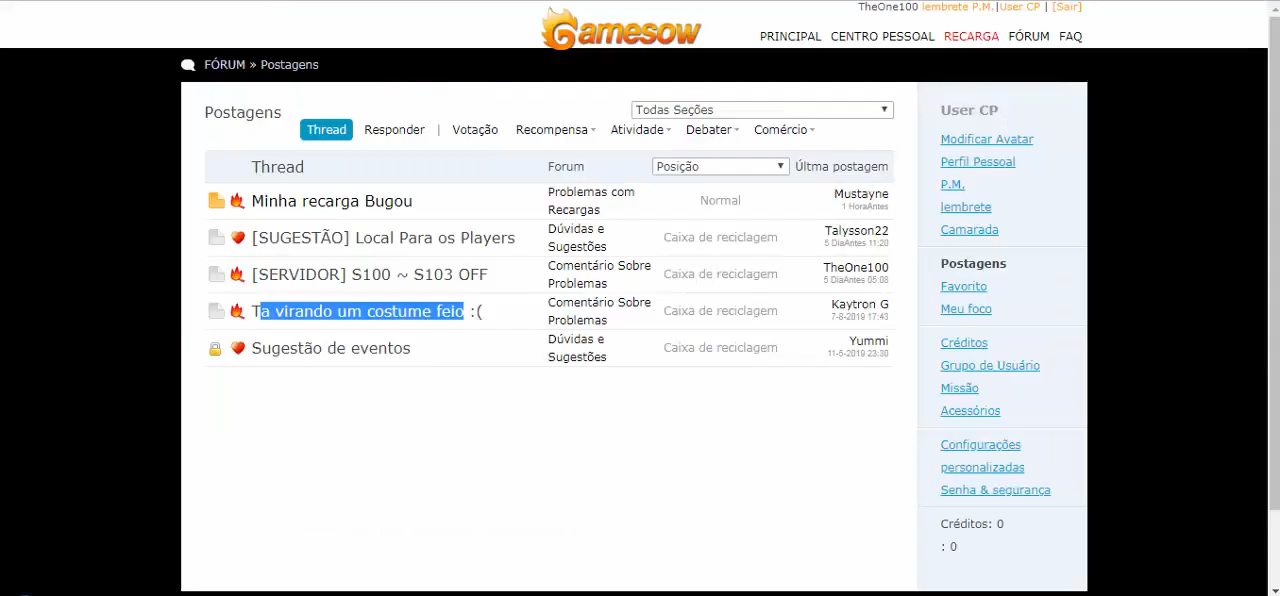 TheOne100 lembrete P.M.|User CP | [Sair]
Gamesow
PRINCIPAL CENTRO PESSOAL RECARGA FÓRUM FAQ
FÓRUM » Postagens
Postagens
Todas Seções
Thread Responder | Votação Recompensa Atividade Debater Comércio
Thread Forum Posição Últma postagem
Minha recarga Bugou Problemas com Recargas Normal Mustayne 1 HoraAntes
[SUGESTÃO] Local Para os Players Dúvidas e Sugestões Caixa de reciclagem Talysson22 5 DiaAntes 11:20
[SERVIDOR] S100 ~ S103 OFF Comentário Sobre Problemas Caixa de reciclagem TheOne100 5 DiaAntes 05:08
Ta virando um costume feio :( Comentário Sobre Problemas Caixa de reciclagem Kaytron G 7-8-2019 17:43
Sugestão de eventos Dúvidas e Sugestões Caixa de reciclagem Yummi 11-5-2019 23:30
User CP
Modificar Avatar
Perfil Pessoal
P.M.
lembrete
Camarada
Postagens
Favorito
Meu foco
Créditos
Grupo de Usuário
Missão
Acessórios
Configurações
personalizadas
Senha & segurança
Créditos: 0
: 0